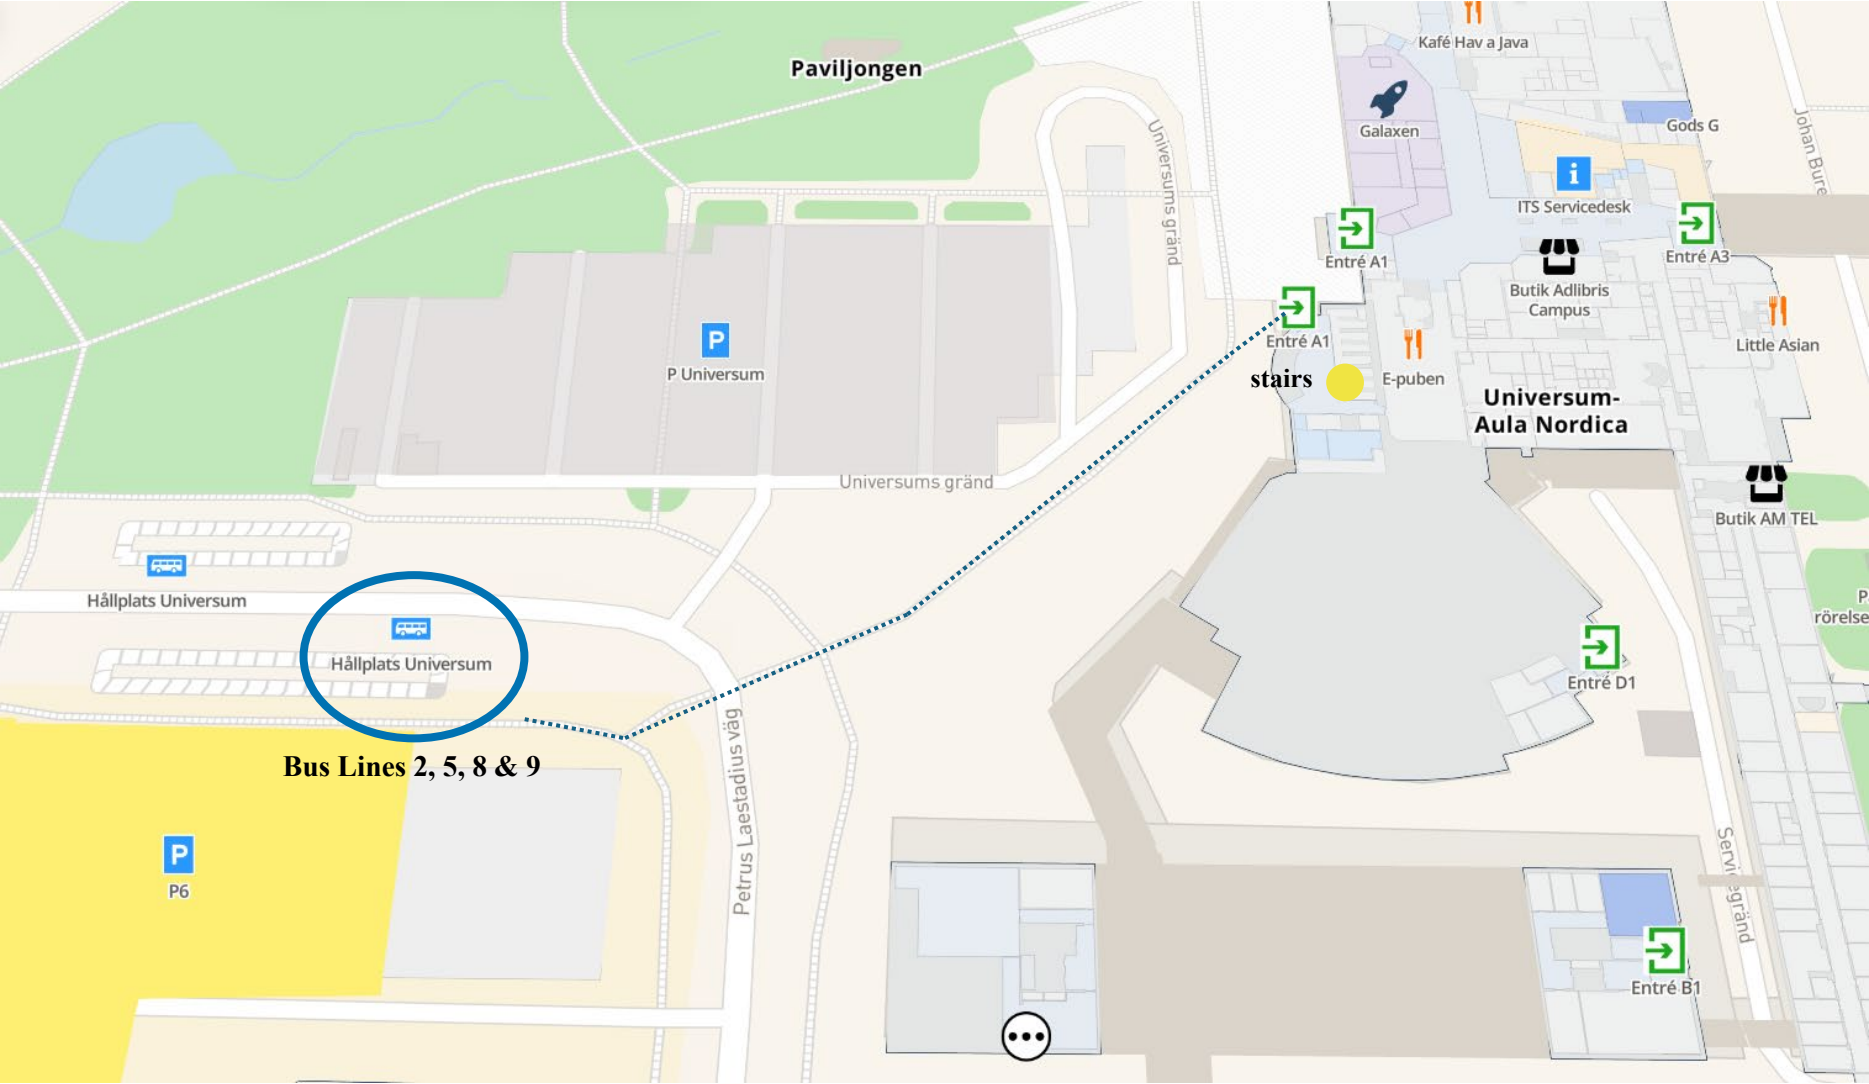 Kafé Hav a Java
Paviljongen
Galaxen
Gods G
Johan Bure
Universums gränd
ITS Servicedesk
Entré A1
Entré A3
Butik Adlibris
Campus
Entré A1
Little Asian
P
P Universum
stairs
E-puben
Universum-
Aula Nordica
Universums gränd
Butik AM TEL
Hållplats Universum
P.
rörelse
Hållplats Universum
Entré D1
Bus Lines 2, 5, 8 & 9
Petrus Laestadius väg
P
P6
Servicegränd
Entré B1